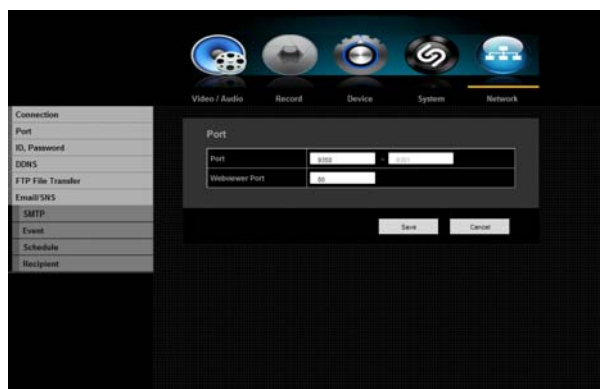 Video / Audio
Record
Device
System
Network
Connection
Port
ID, Password
DDNS
FTP File Transfer
Email/SNS
SMTP
Event
Schedule
Recipient
Port
Port
-
Webviewer Port
80
Save
Cancel